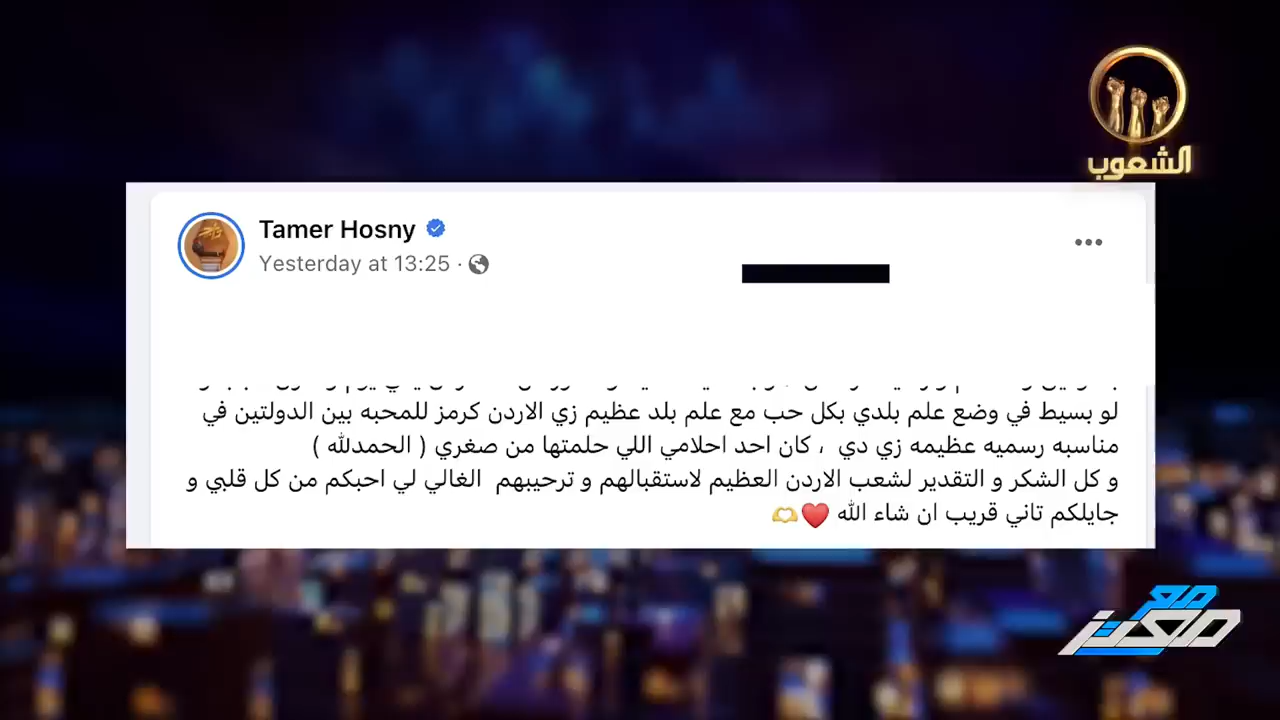 الشعوب
Tamer Hosny
Yesterday at 13:25 ·
لو بسيط في وضع علم بلدي بكل حب مع علم بلد عظيم زي الاردن كرمز للمحبه بين الدولتين في
مناسبه رسميه عظيمه زي دي ، كان احد احلامي اللي حلمتها من صغري ( الحمدلله )
و كل الشكر و التقدير لشعب الاردن العظيم لاستقبالهم و ترحيبهم الغالي لي احبكم من كل قلبي و
جايلكم تاني قريب ان شاء الله ❤️🫶
مع
معتز